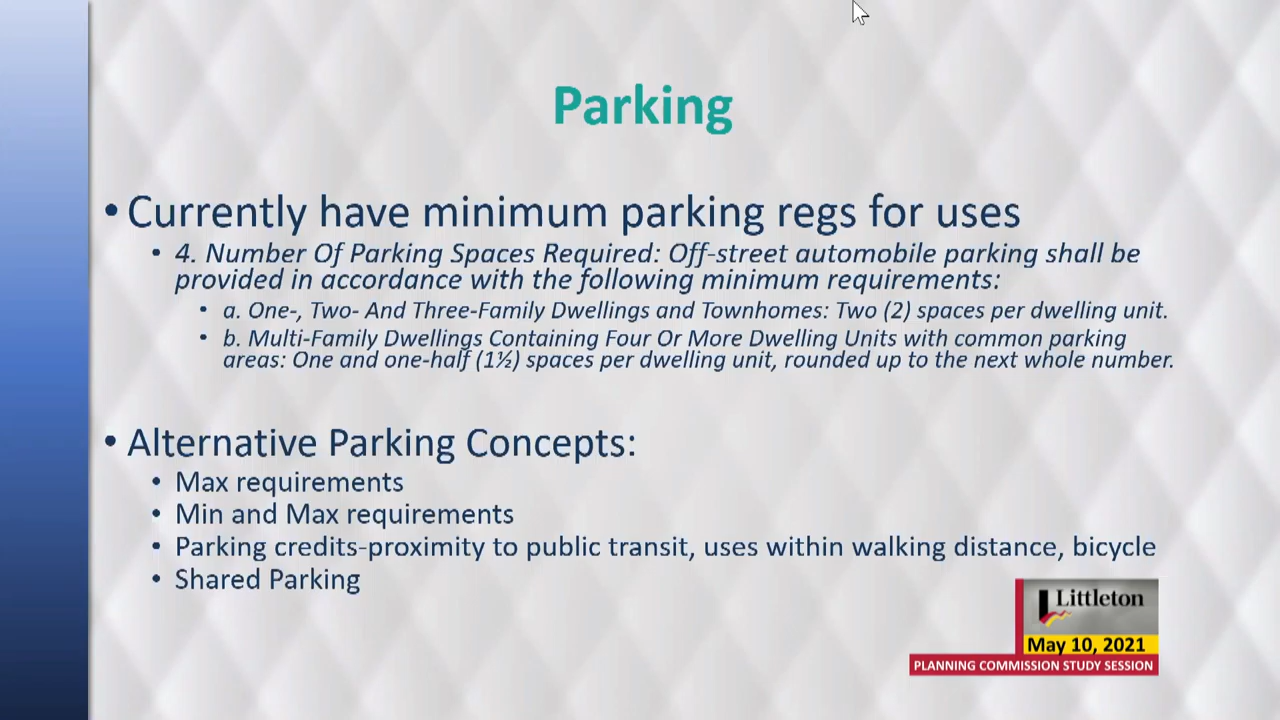 Parking
• Currently have minimum parking regs for uses
• 4. Number Of Parking Spaces Required: Off-street automobile parking shall be
provided in accordance with the following minimum requirements:
• a. One-, Two- And Three-Family Dwellings and Townhomes: Two (2) spaces per dwelling unit.
• b. Multi-Family Dwellings Containing Four Or More Dwelling Units with common parking
areas: One and one-half (1½) spaces per dwelling unit, rounded up to the next whole number.
• Alternative Parking Concepts:
• Max requirements
• Min and Max requirements
• Parking credits-proximity to public transit, uses within walking distance, bicycle
• Shared Parking
Littleton
May 10, 2021
PLANNING COMMISSION STUDY SESSION